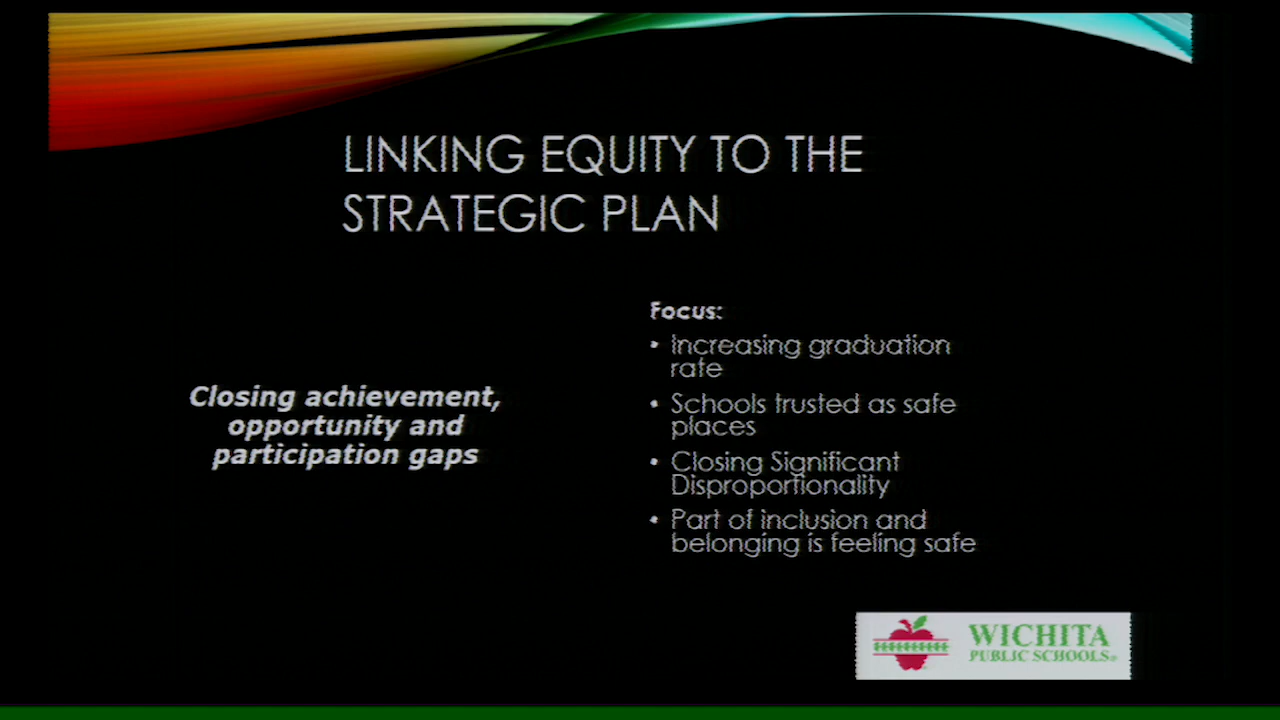 LINKING EQUITY TO THE
STRATEGIC PLAN
Closing achievement,
opportunity and
participation gaps
Focus:
• Increasing graduation
rate
• Schools trusted as safe
places
• Closing Significant
Disproportionality
• Part of inclusion and
belonging is feeling safe
WICHITA
PUBLIC SCHOOLS®